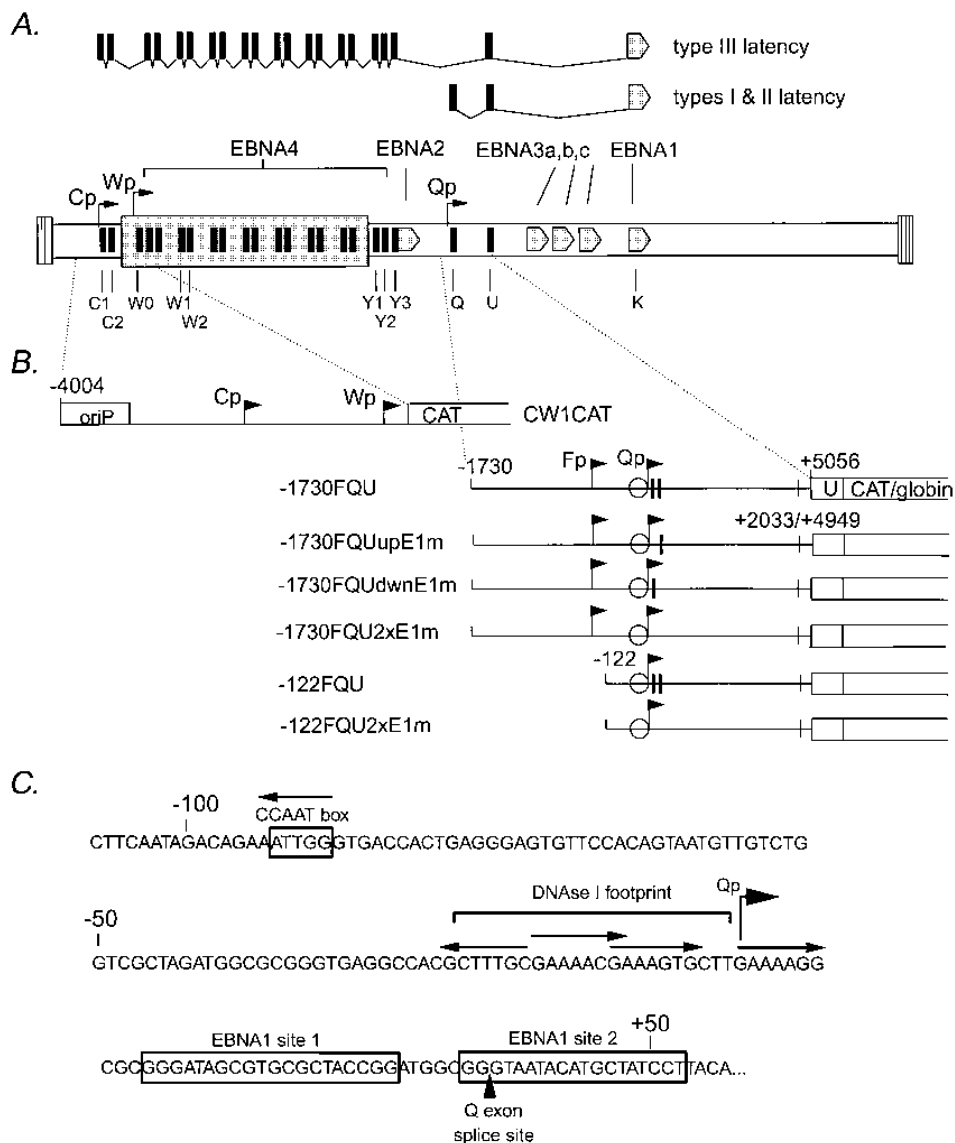 A.
type III latency
types I & II latency
EBNA4
EBNA2
EBNA3a,b,c
EBNA1
Cp
Wp
Qp
C1
C2
W0
W1
W2
Y1
Y2
Y3
Q
U
K
B.
-4004
oriP
Cp
Wp
CAT
CW1CAT
-1730
Fp
Qp
+5056
-1730FQU
U
CAT/globin
+2033/+4949
-1730FQUupE1m
-1730FQUdwnE1m
-1730FQU2xE1m
-122
-122FQU
-122FQU2xE1m
C.
-100
CCAAT box
CTTCAATAGACAGAAATTGGGTGACCACTGAGGGAGTGTTCCACAGTAATGTTGTCTG
-50
DNAse I footprint
Qp
GTCGCTAGATGGCGCGGGTGAGGCCACGCTTTGCGAAAACGAAAGTGCTTGAAAAGG
EBNA1 site 1
EBNA1 site 2
+50
CGCGGGATAGCGTGCGCTACCGGATGGCGGGTAATACATGCTATCCTTACA...
Q exon
splice site